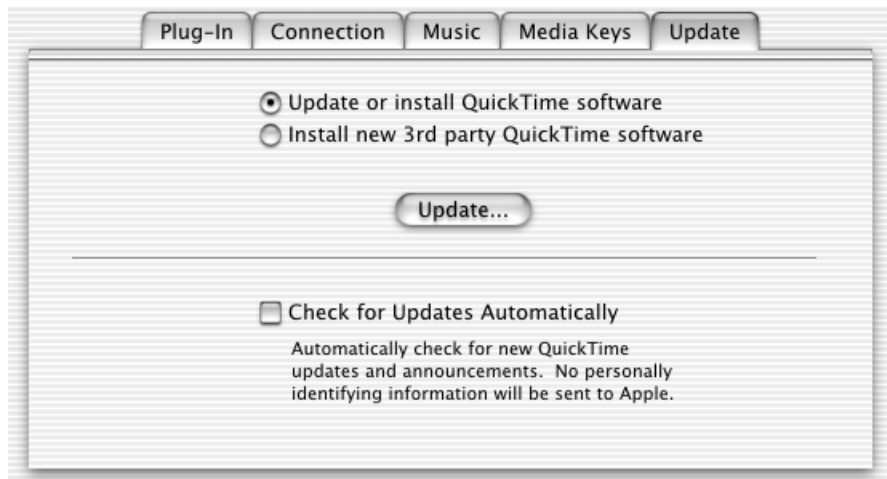 Plug-In Connection Music Media Keys Update
Update or install QuickTime software
Install new 3rd party QuickTime software
Update...
Check for Updates Automatically
Automatically check for new QuickTime
updates and announcements.  No personally
identifying information will be sent to Apple.